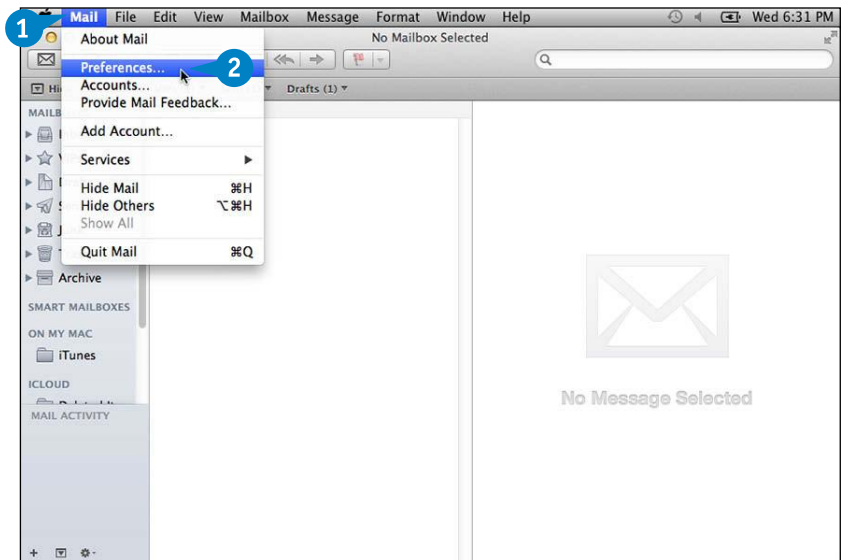 1
Mail File Edit View Mailbox Message Format Window Help Wed 6:31 PM
About Mail
No Mailbox Selected
Preferences...
2
Accounts...
Drafts (1)
Provide Mail Feedback...
Add Account...
Services
Hide Mail ⌘H
Hide Others ⌥⌘H
Show All
Quit Mail ⌘Q
Archive
SMART MAILBOXES
ON MY MAC
iTunes
ICLOUD
MAIL ACTIVITY
No Message Selected